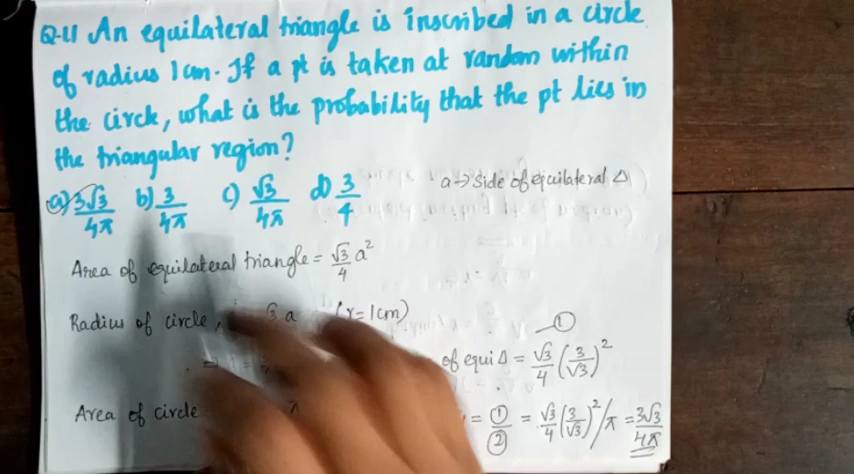 Q.11 An equilateral triangle is inscribed in a circle
of radius 1cm. If a pt is taken at random within
the circle, what is the probability that the pt lies in
the triangular region?
a) 3√3/4π b) 3/4π c) √3/4π d) 3/4
a → Side of equilateral Δ
Area of equilateral triangle = √3/4 a²
Radius of circle, a (r=1cm)
①
of equi Δ = √3/4 (3/√3)²
Area of circle
= ①/② = √3/4 (3/√3)²/π = 3√3/4π